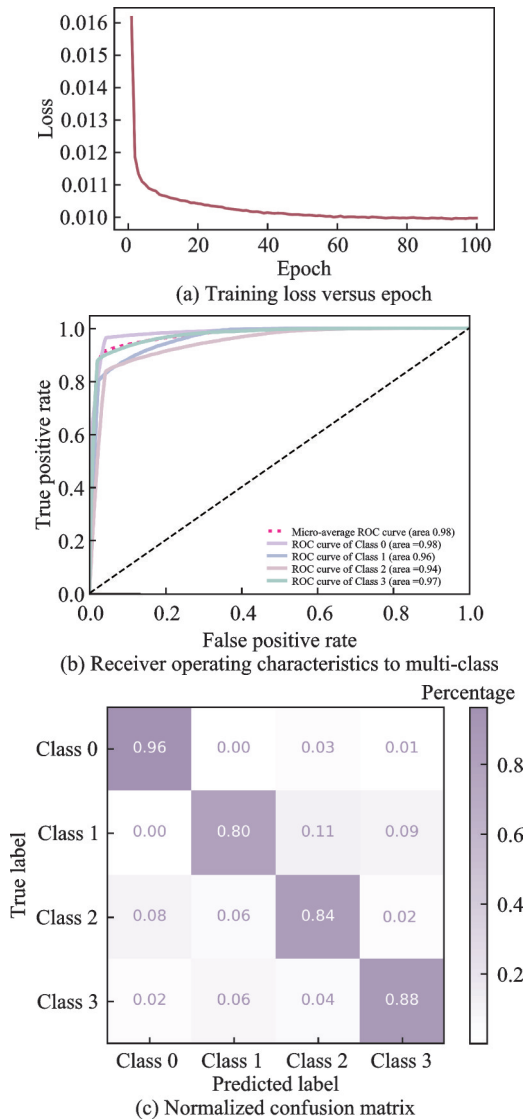 0.016
0.015
0.014
0.013
0.012
0.011
0.010
Loss
0 20 40 60 80 100
Epoch
(a) Training loss versus epoch
1.0
0.8
0.6
0.4
0.2
0.0
True positive rate
Micro-average ROC curve (area 0.98)
ROC curve of Class 0 (area =0.98)
ROC curve of Class 1 (area 0.96)
ROC curve of Class 2 (area =0.94)
ROC curve of Class 3 (area =0.97)
0.0 0.2 0.4 0.6 0.8 1.0
False positive rate
(b) Receiver operating characteristics to multi-class
Percentage
Class 0 0.96 0.00 0.03 0.01
Class 1 0.00 0.80 0.11 0.09
Class 2 0.08 0.06 0.84 0.02
Class 3 0.02 0.06 0.04 0.88
True label
0.8
0.6
0.4
0.2
Class 0 Class 1 Class 2 Class 3
Predicted label
(c) Normalized confusion matrix